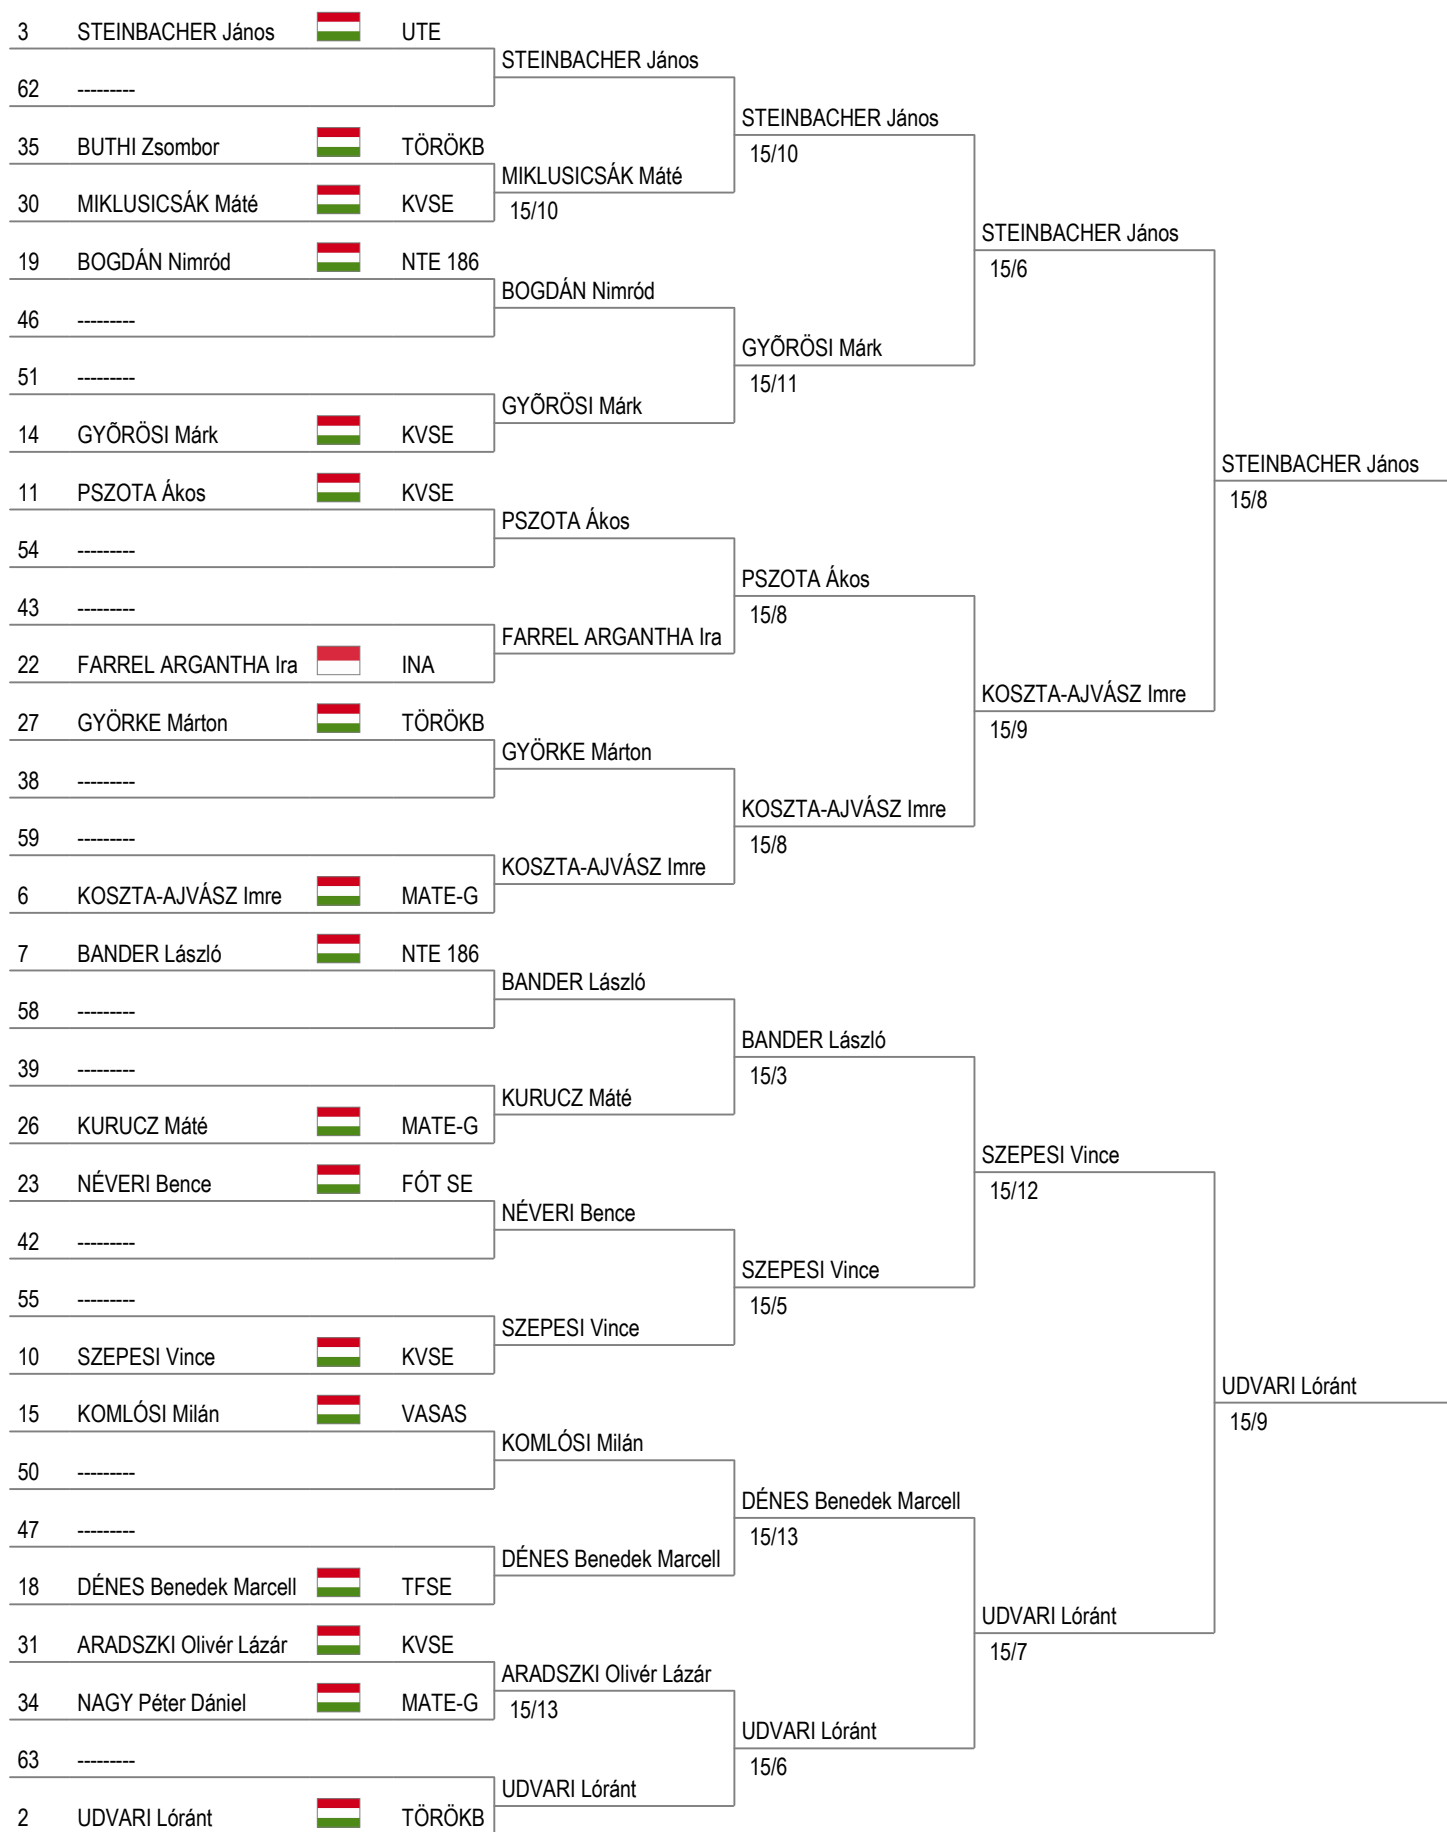 3 STEINBACHER János UTE
STEINBACHER János
62 ---------
STEINBACHER János
15/10
35 BUTHI Zsombor TÖRÖKB
MIKLUSICSÁK Máté
15/10
30 MIKLUSICSÁK Máté KVSE
STEINBACHER János
15/6
19 BOGDÁN Nimród NTE 186
BOGDÁN Nimród
46 ---------
GYÕRÖSI Márk
15/11
51 ---------
GYÕRÖSI Márk
14 GYÕRÖSI Márk KVSE
STEINBACHER János
15/8
11 PSZOTA Ákos KVSE
PSZOTA Ákos
54 ---------
PSZOTA Ákos
15/8
43 ---------
FARREL ARGANTHA Ira
22 FARREL ARGANTHA Ira INA
KOSZTA-AJVÁSZ Imre
15/9
27 GYÖRKE Márton TÖRÖKB
GYÖRKE Márton
38 ---------
KOSZTA-AJVÁSZ Imre
15/8
59 ---------
KOSZTA-AJVÁSZ Imre
6 KOSZTA-AJVÁSZ Imre MATE-G
7 BANDER László NTE 186
BANDER László
58 ---------
BANDER László
15/3
39 ---------
KURUCZ Máté
26 KURUCZ Máté MATE-G
SZEPESI Vince
15/12
23 NÉVERI Bence FÓT SE
NÉVERI Bence
42 ---------
SZEPESI Vince
15/5
55 ---------
SZEPESI Vince
10 SZEPESI Vince KVSE
UDVARI Lóránt
15/9
15 KOMLÓSI Milán VASAS
KOMLÓSI Milán
50 ---------
DÉNES Benedek Marcell
15/13
47 ---------
DÉNES Benedek Marcell
18 DÉNES Benedek Marcell TFSE
UDVARI Lóránt
15/7
31 ARADSZKI Olivér Lázár KVSE
ARADSZKI Olivér Lázár
15/13
34 NAGY Péter Dániel MATE-G
UDVARI Lóránt
15/6
63 ---------
UDVARI Lóránt
2 UDVARI Lóránt TÖRÖKB